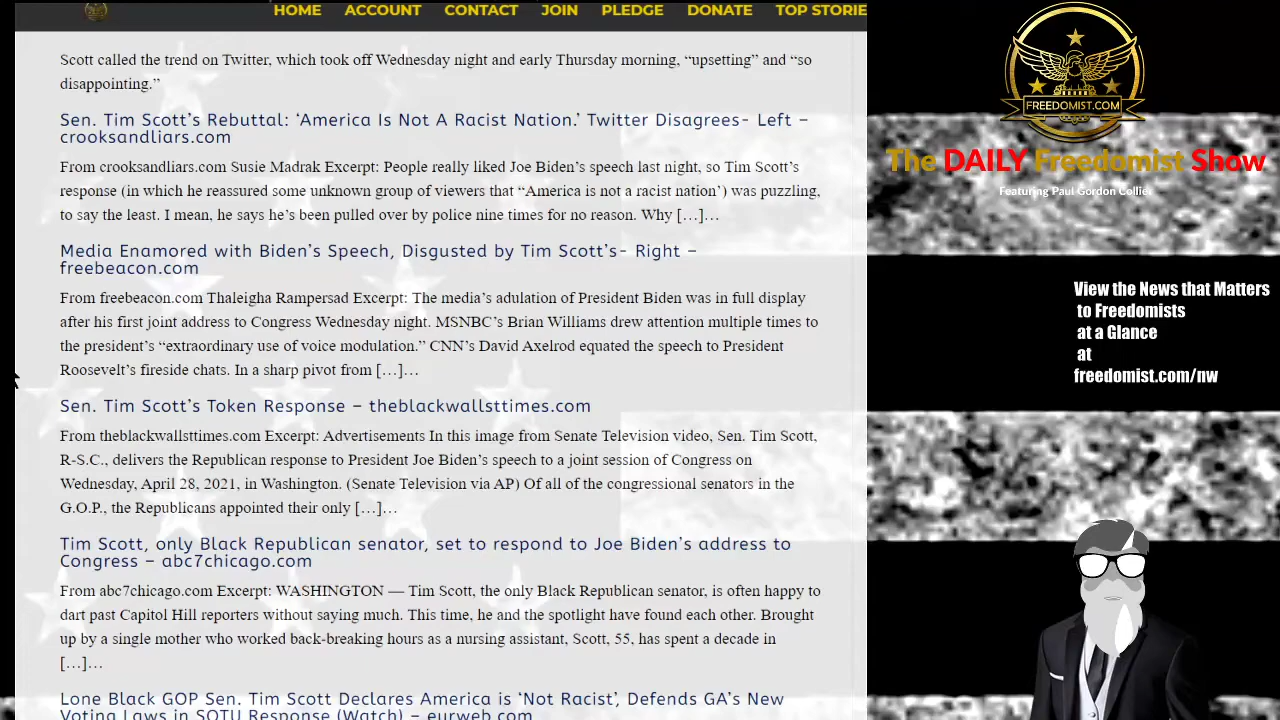 HOME ACCOUNT CONTACT JOIN PLEDGE DONATE TOP STORIE
Scott called the trend on Twitter, which took off Wednesday night and early Thursday morning, “upsetting” and “so
disappointing.”
Sen. Tim Scott’s Rebuttal: ‘America Is Not A Racist Nation.’ Twitter Disagrees- Left –
crooksandliars.com
From crooksandliars.com Susie Madrak Excerpt: People really liked Joe Biden’s speech last night, so Tim Scott’s
response (in which he reassured some unknown group of viewers that “America is not a racist nation’) was puzzling,
to say the least. I mean, he says he’s been pulled over by police nine times for no reason. Why […]…
Media Enamored with Biden’s Speech, Disgusted by Tim Scott’s- Right –
freebeacon.com
From freebeacon.com Thaleigha Rampersad Excerpt: The media’s adulation of President Biden was in full display
after his first joint address to Congress Wednesday night. MSNBC’s Brian Williams drew attention multiple times to
the president’s “extraordinary use of voice modulation.” CNN’s David Axelrod equated the speech to President
Roosevelt’s fireside chats. In a sharp pivot from […]…
Sen. Tim Scott’s Token Response – theblackwallsttimes.com
From theblackwallsttimes.com Excerpt: Advertisements In this image from Senate Television video, Sen. Tim Scott,
R-S.C., delivers the Republican response to President Joe Biden’s speech to a joint session of Congress on
Wednesday, April 28, 2021, in Washington. (Senate Television via AP) Of all of the congressional senators in the
G.O.P., the Republicans appointed their only […]…
Tim Scott, only Black Republican senator, set to respond to Joe Biden’s address to
Congress – abc7chicago.com
From abc7chicago.com Excerpt: WASHINGTON — Tim Scott, the only Black Republican senator, is often happy to
dart past Capitol Hill reporters without saying much. This time, he and the spotlight have found each other. Brought
up by a single mother who worked back-breaking hours as a nursing assistant, Scott, 55, has spent a decade in
[…]…
Lone Black GOP Sen. Tim Scott Declares America is ‘Not Racist’, Defends GA’s New
Voting Laws in SOTU Response (Watch) – eurweb.com
FREEDOMIST.COM
The DAILY Freedomist Show
Featuring Paul Gordon Collie
View the News that Matters
to Freedomists
at a Glance
at
freedomist.com/nw